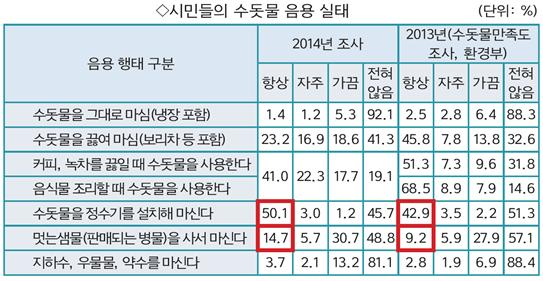 ◇시민들의 수돗물 음용 실태 (단위: %)
음용 행태 구분 2014년 조사 2013년(수돗물만족도 조사, 환경부)
항상 자주 가끔 전혀 않음 항상 자주 가끔 전혀 않음
수돗물을 그대로 마심(냉장 포함) 1.4 1.2 5.3 92.1 2.5 2.8 6.4 88.3
수돗물을 끓여 마심(보리차 등 포함) 23.2 16.9 18.6 41.3 45.8 7.8 13.8 32.6
커피, 녹차를 끓일 때 수돗물을 사용한다 41.0 22.3 17.7 19.1 51.3 7.3 9.6 31.8
음식물 조리할 때 수돗물을 사용한다 68.5 8.9 7.9 14.6
수돗물을 정수기를 설치해 마신다 50.1 3.0 1.2 45.7 42.9 3.5 2.2 51.3
먹는샘물(판매되는 병물)을 사서 마신다 14.7 5.7 30.7 48.8 9.2 5.9 27.9 57.1
지하수, 우물물, 약수를 마신다 3.7 2.1 13.2 81.1 2.8 1.9 6.9 88.4